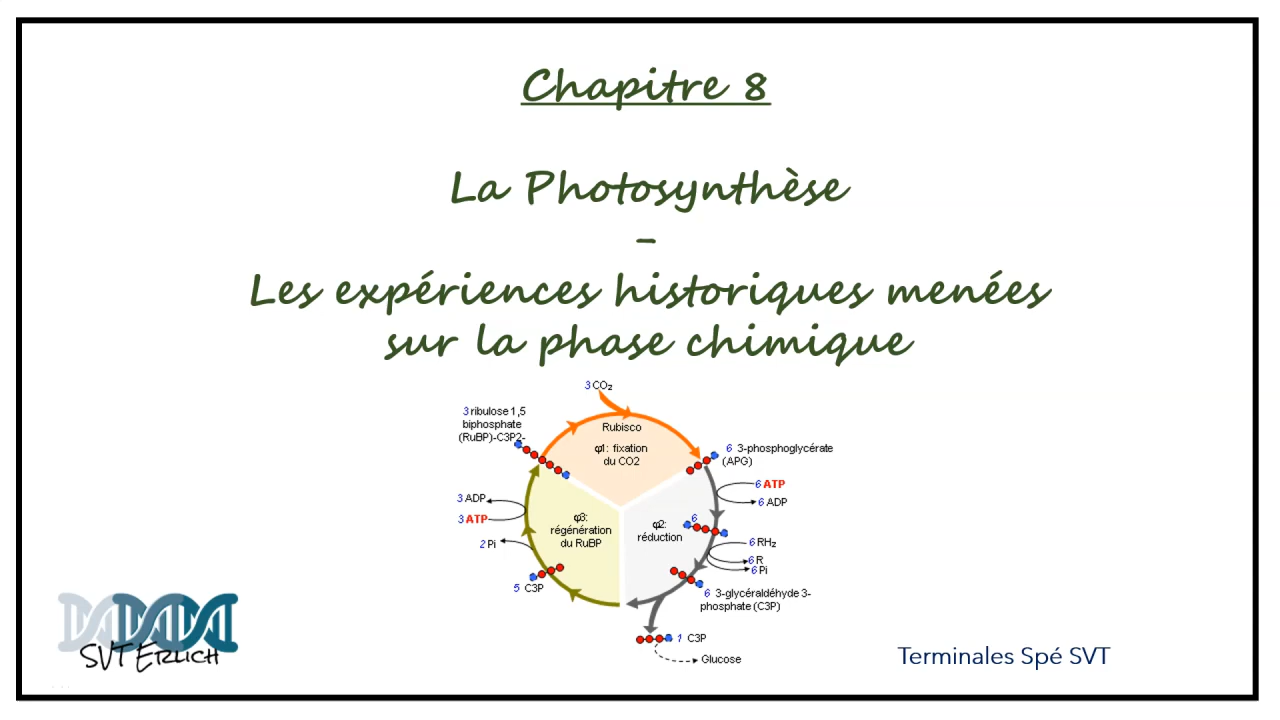 Chapitre 8
La Photosynthèse
-
Les expériences historiques menées
sur la phase chimique
3 CO₂
3 ribulose 1,5
biphosphate
(RuBP)-C3P2-
Rubisco
φ1: fixation
du CO2
6 3-phosphoglycérate
(APG)
6 ATP
6 ADP
3 ADP
3 ATP
2 Pi
φ3:
régénération
du RuBP
φ2:
réduction
6
6 RH₂
6 R
6 Pi
5 C3P
6 3-glycéraldéhyde 3-
phosphate (C3P)
1 C3P
Glucose
SVT Erlich
Terminales Spé SVT